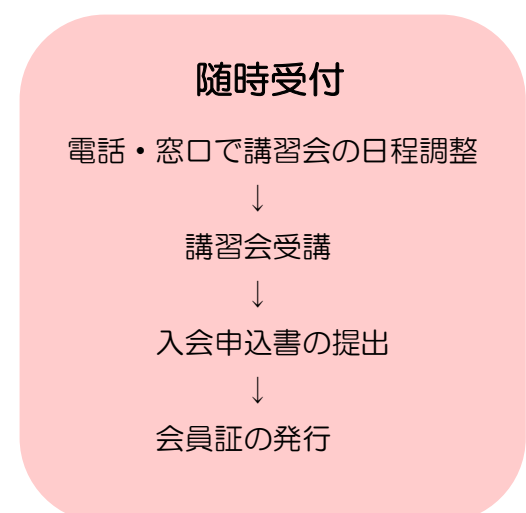 随時受付
電話・窓口で講習会の日程調整
↓
講習会受講
↓
入会申込書の提出
↓
会員証の発行